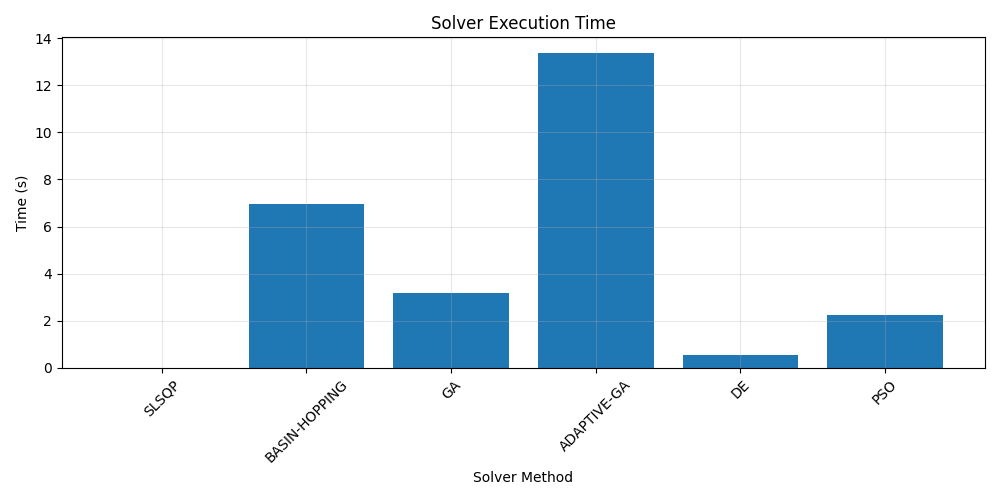 Solver Execution Time
Time (s)
14
12
10
8
6
4
2
0
SLSQP
BASIN-HOPPING
GA
ADAPTIVE-GA
DE
PSO
Solver Method